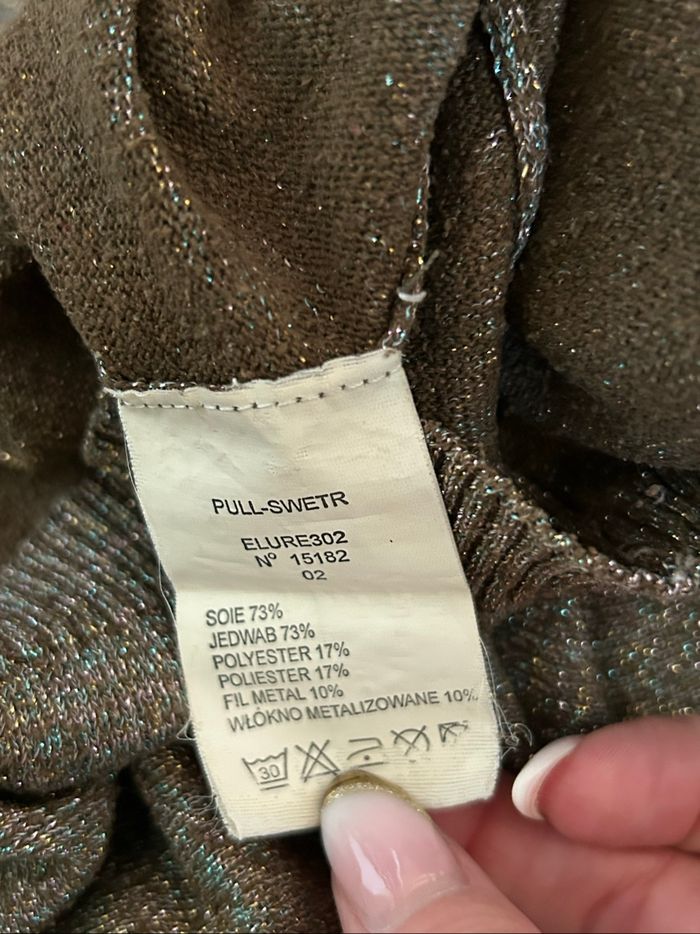 PULL-SWETR
ELURE302
Nº 15182
02
SOIE 73%
JEDWAB 73%
POLYESTER 17%
POLIESTER 17%
FIL METAL 10%
WŁÓKNO METALIZOWANE 10%
30